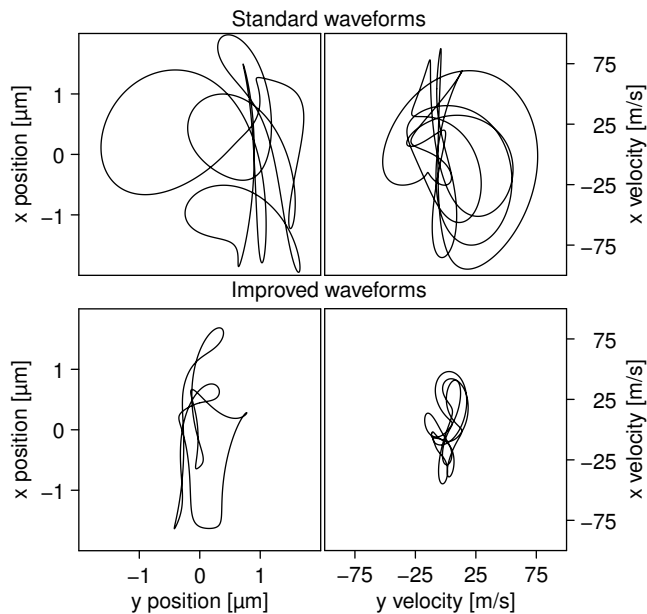 Standard waveforms
x position [µm]
1
0
−1
75
25
−25
−75
x velocity [m/s]
Improved waveforms
x position [µm]
1
0
−1
75
25
−25
−75
x velocity [m/s]
−1
0
1
−75
−25
25
75
y position [µm]
y velocity [m/s]